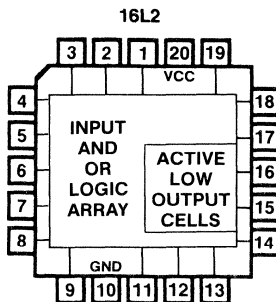 16L2
3 2 1 20 19
VCC
4
5
6
7
8
18
17
16
15
14
INPUT
AND
OR
LOGIC
ARRAY
ACTIVE
LOW
OUTPUT
CELLS
GND
9 10 11 12 13